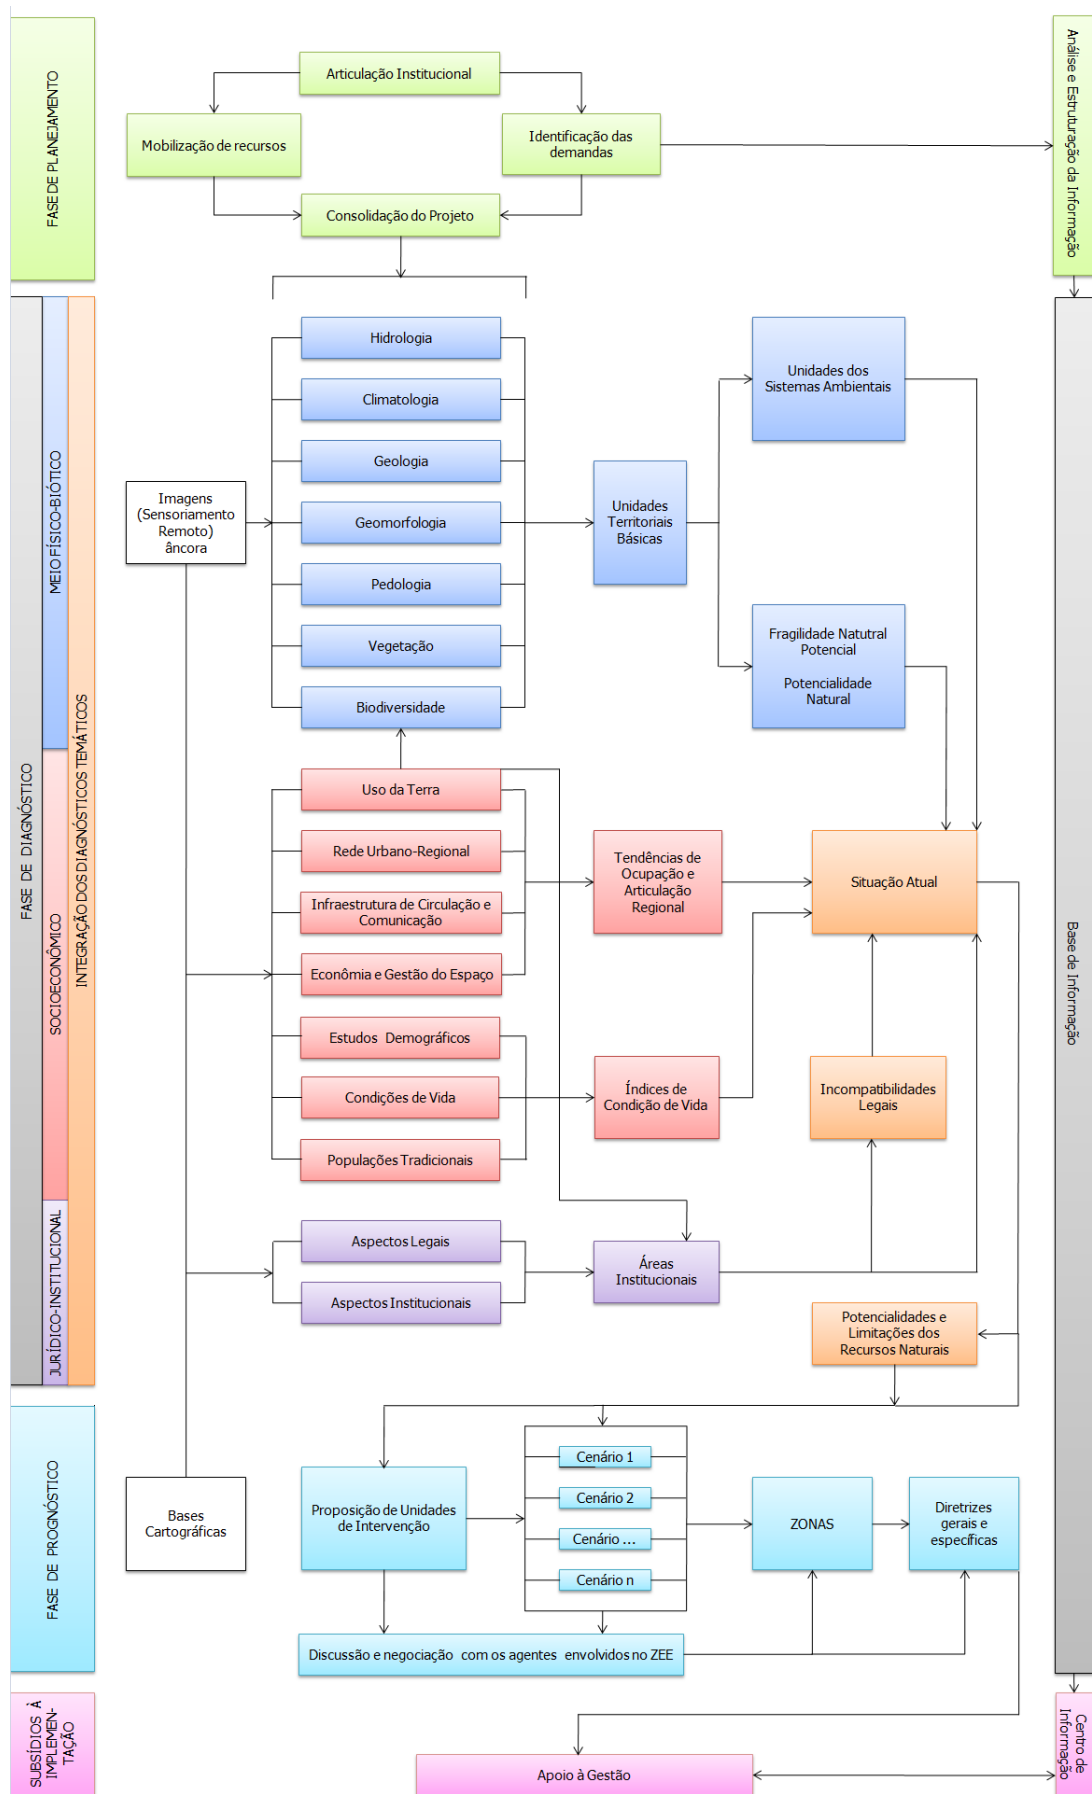 FASE DE PLANEJAMENTO
Articulação Institucional
Mobilização de recursos
Identificação das
demandas
Consolidação do Projeto
Análise e Estruturação da Informação
FASE DE DIAGNÓSTICO
MEIO FÍSICO-BIÓTICO
SOCIOECONÔMICO
JURÍDICO-INSTITUCIONAL
INTEGRAÇÃO DOS DIAGNÓSTICOS TEMÁTICOS
Imagens
(Sensoriamento
Remoto)
âncora
Hidrologia
Climatologia
Geologia
Geomorfologia
Pedologia
Vegetação
Biodiversidade
Unidades
Territoriais
Básicas
Unidades dos
Sistemas Ambientais
Fragilidade Natutral
Potencial
Potencialidade
Natural
Uso da Terra
Rede Urbano-Regional
Infraestrutura de Circulação e
Comunicação
Econômia e Gestão do Espaço
Estudos Demográficos
Condições de Vida
Populações Tradicionais
Tendências de
Ocupação e
Articulação
Regional
Índices de
Condição de Vida
Situação Atual
Incompatibilidades
Legais
Aspectos Legais
Aspectos Institucionais
Áreas
Institucionais
Potencialidades e
Limitações dos
Recursos Naturais
Base de Informação
FASE DE PROGNÓSTICO
Bases
Cartográficas
Proposição de Unidades
de Intervenção
Cenário 1
Cenário 2
Cenário ...
Cenário n
ZONAS
Diretrizes
gerais e
específicas
Discussão e negociação com os agentes envolvidos no ZEE
SUBSÍDIOS À
IMPLEMEN-
TAÇÃO
Apoio à Gestão
Centro de
Informação